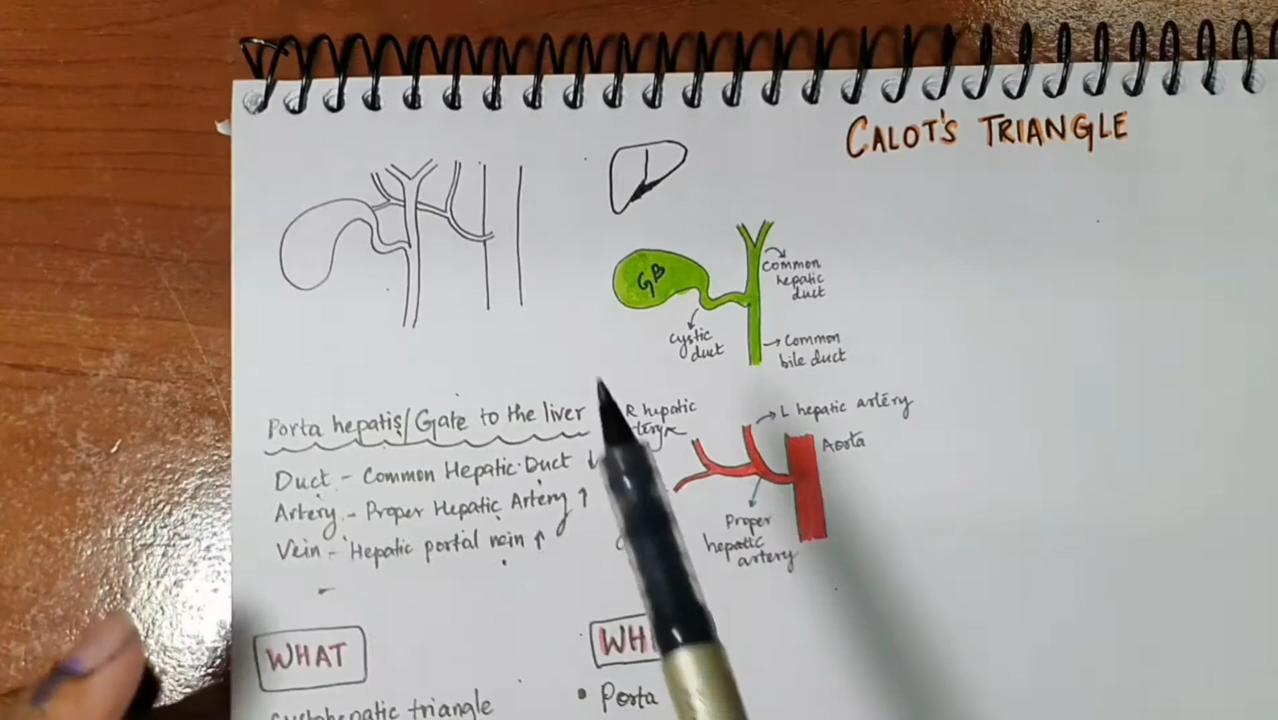 CALOT'S TRIANGLE
GB
Common
hepatic
duct
cystic
duct
Common
bile duct
Porta hepatis/Gate to the liver
Duct - Common Hepatic Duct ↓
Artery - Proper Hepatic Artery ↑
Vein - Hepatic portal vein ↑
R hepatic
L hepatic artery
Aorta
Proper
hepatic
artery
WHAT
Cystohepatic triangle
• Porta